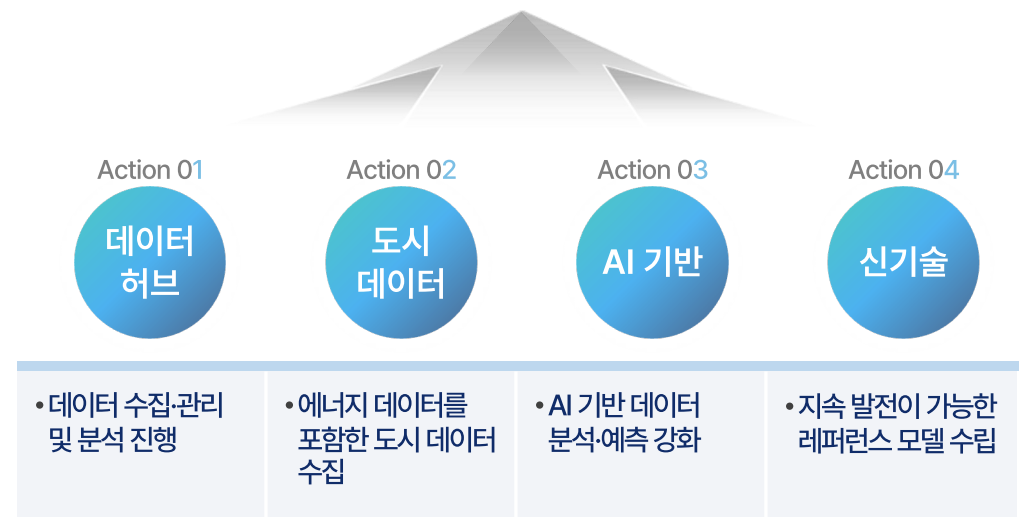 Action 01
데이터
허브
• 데이터 수집·관리
및 분석 진행
Action 02
도시
데이터
• 에너지 데이터를
포함한 도시 데이터
수집
Action 03
AI 기반
• AI 기반 데이터
분석·예측 강화
Action 04
신기술
• 지속 발전이 가능한
레퍼런스 모델 수립